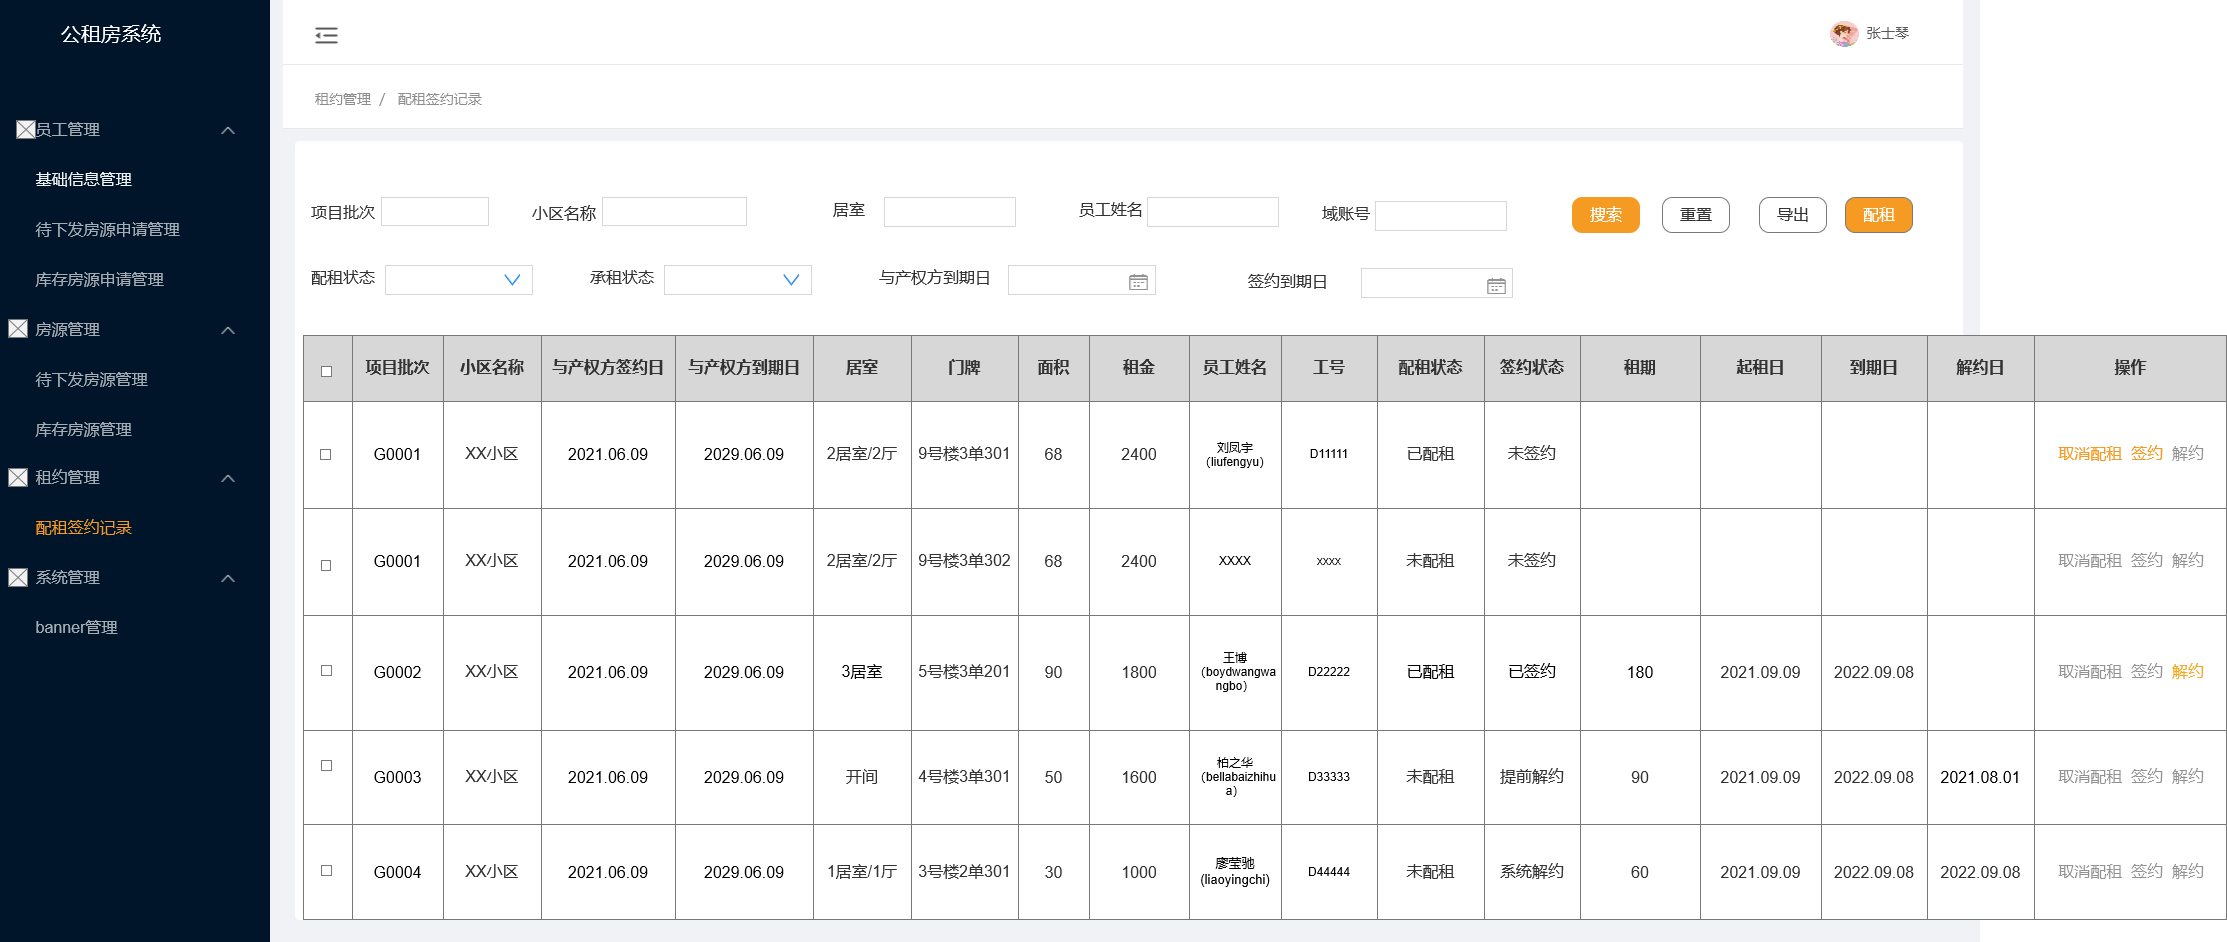 公租房系统
张士琴
租约管理 / 配租签约记录
员工管理
基础信息管理
待下发房源申请管理
库存房源申请管理
房源管理
待下发房源管理
库存房源管理
租约管理
配租签约记录
系统管理
banner管理
项目批次 小区名称 居室 员工姓名 域账号 搜索 重置 导出 配租
配租状态 承租状态 与产权方到期日 签约到期日
项目批次 小区名称 与产权方签约日 与产权方到期日 居室 门牌 面积 租金 员工姓名 工号 配租状态 签约状态 租期 起租日 到期日 解约日 操作
G0001 XX小区 2021.06.09 2029.06.09 2居室/2厅 9号楼3单301 68 2400 刘凤宇 (liufengyu) D11111 已配租 未签约 取消配租 签约 解约
G0001 XX小区 2021.06.09 2029.06.09 2居室/2厅 9号楼3单302 68 2400 XXXX xxxx 未配租 未签约 取消配租 签约 解约
G0002 XX小区 2021.06.09 2029.06.09 3居室 5号楼3单201 90 1800 王博 (boydwangwangbo) D22222 已配租 已签约 180 2021.09.09 2022.09.08 取消配租 签约 解约
G0003 XX小区 2021.06.09 2029.06.09 开间 4号楼3单301 50 1600 柏之华 (bellabaizhihua) D33333 未配租 提前解约 90 2021.09.09 2022.09.08 2021.08.01 取消配租 签约 解约
G0004 XX小区 2021.06.09 2029.06.09 1居室/1厅 3号楼2单301 30 1000 廖莹驰 (liaoyingchi) D44444 未配租 系统解约 60 2021.09.09 2022.09.08 2022.09.08 取消配租 签约 解约